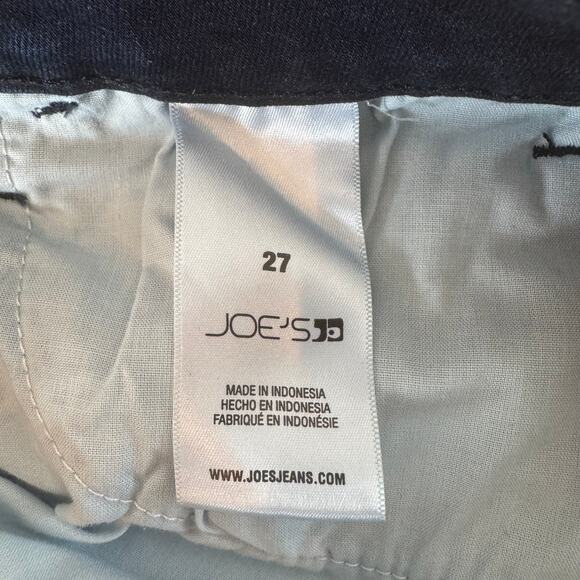 27
JOE'S
MADE IN INDONESIA
HECHO EN INDONESIA
FABRIQUÉ EN INDONÉSIE
WWW.JOESJEANS.COM